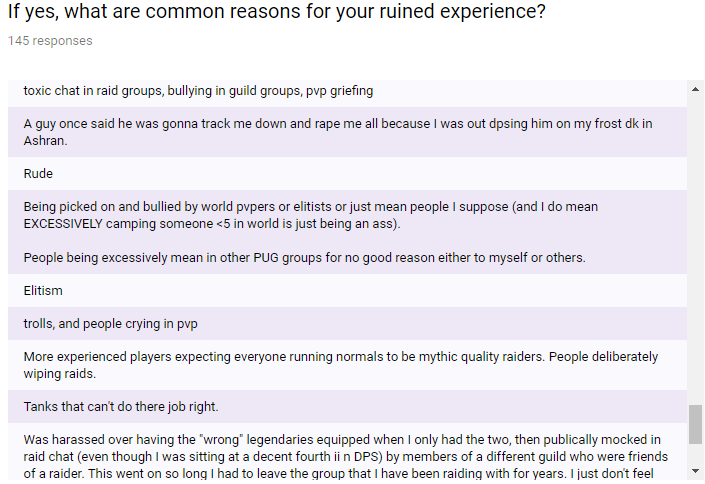 If yes, what are common reasons for your ruined experience?
145 responses
toxic chat in raid groups, bullying in guild groups, pvp griefing
A guy once said he was gonna track me down and rape me all because I was out dpsing him on my frost dk in
Ashran.
Rude
Being picked on and bullied by world pvpers or elitists or just mean people I suppose (and I do mean
EXCESSIVELY camping someone <5 in world is just being an ass).
People being excessively mean in other PUG groups for no good reason either to myself or others.
Elitism
trolls, and people crying in pvp
More experienced players expecting everyone running normals to be mythic quality raiders. People deliberately
wiping raids.
Tanks that can't do there job right.
Was harassed over having the "wrong" legendaries equipped when I only had the two, then publically mocked in
raid chat (even though I was sitting at a decent fourth ii n DPS) by members of a different guild who were friends
of a raider. This went on so long I had to leave the group that I have been raiding with for years. I just don't feel